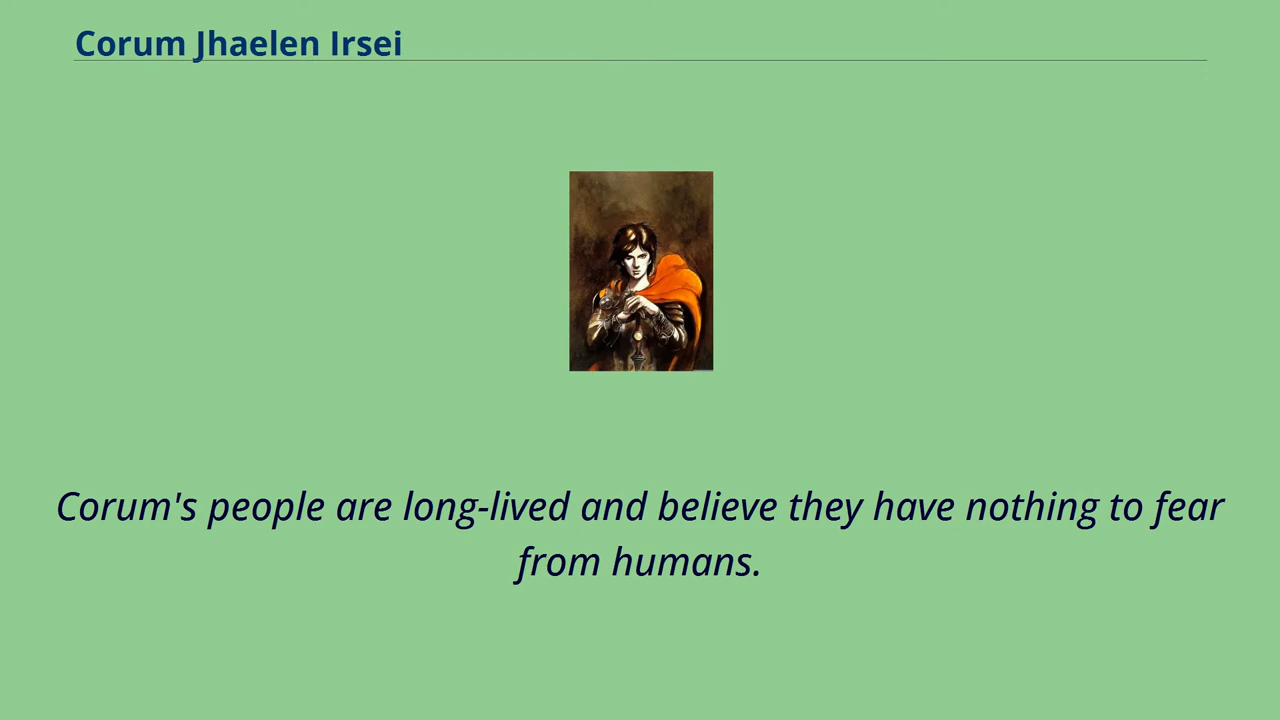 Corum Jhaelen Irsei
Corum's people are long-lived and believe they have nothing to fear
from humans.